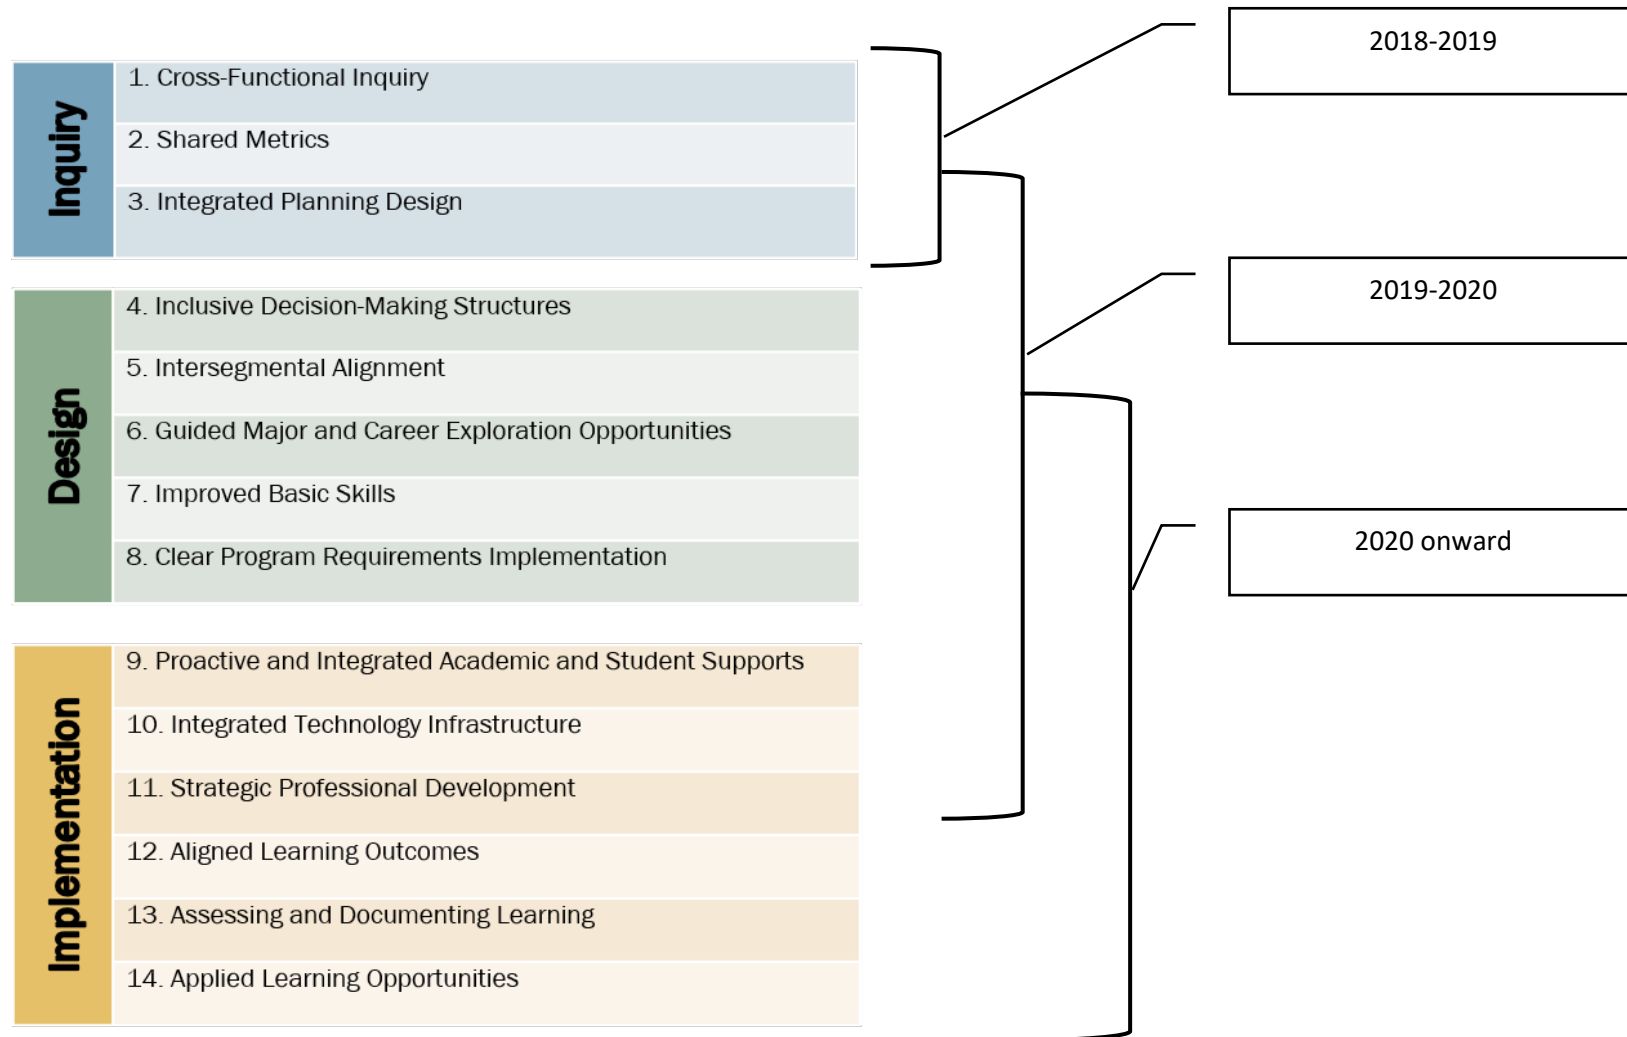 Inquiry
1. Cross-Functional Inquiry
2. Shared Metrics
3. Integrated Planning Design
Design
4. Inclusive Decision-Making Structures
5. Intersegmental Alignment
6. Guided Major and Career Exploration Opportunities
7. Improved Basic Skills
8. Clear Program Requirements Implementation
Implementation
9. Proactive and Integrated Academic and Student Supports
10. Integrated Technology Infrastructure
11. Strategic Professional Development
12. Aligned Learning Outcomes
13. Assessing and Documenting Learning
14. Applied Learning Opportunities
2018-2019
2019-2020
2020 onward